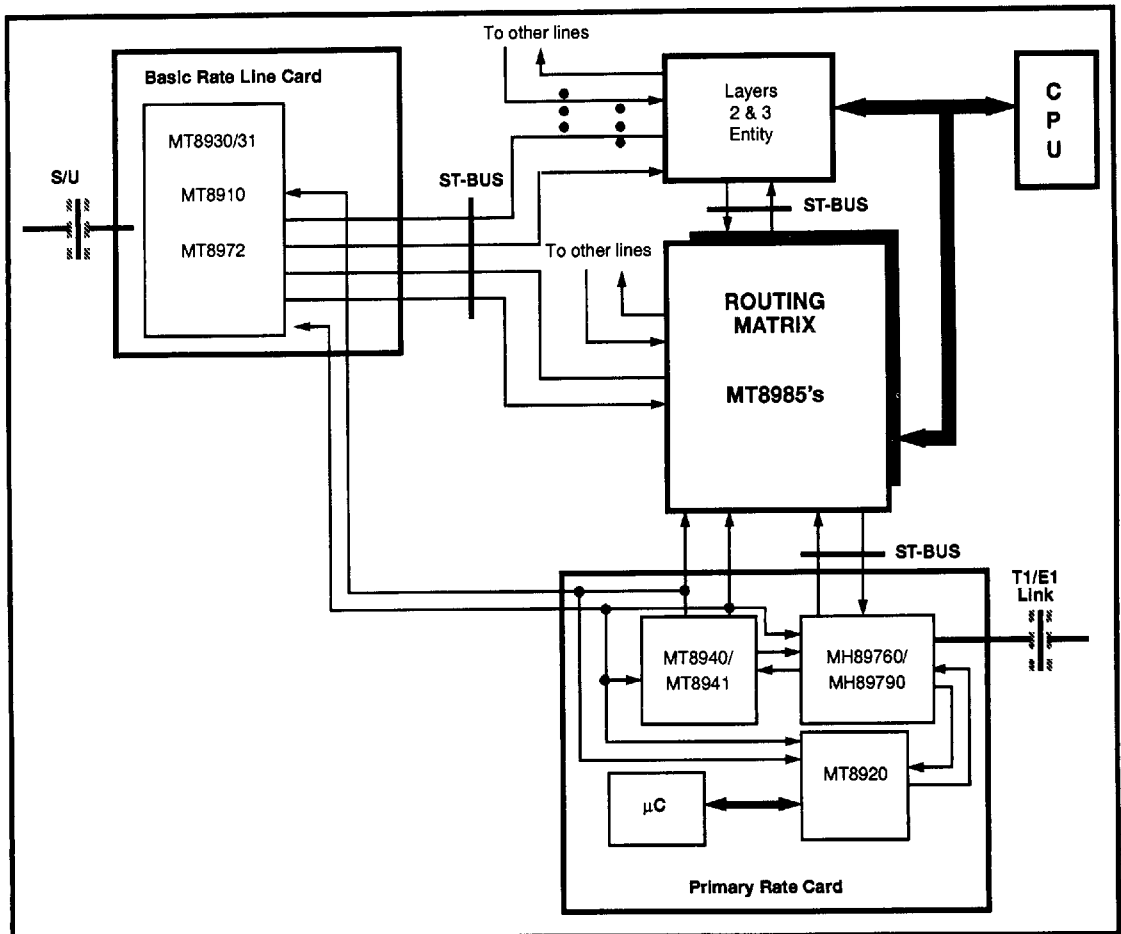 To other lines
Basic Rate Line Card
MT8930/31
MT8910
MT8972
S/U
ST-BUS
Layers
2 & 3
Entity
C
P
U
ST-BUS
To other lines
ROUTING
MATRIX
MT8985's
ST-BUS
T1/E1
Link
MT8940/
MT8941
MH89760/
MH89790
MT8920
µC
Primary Rate Card